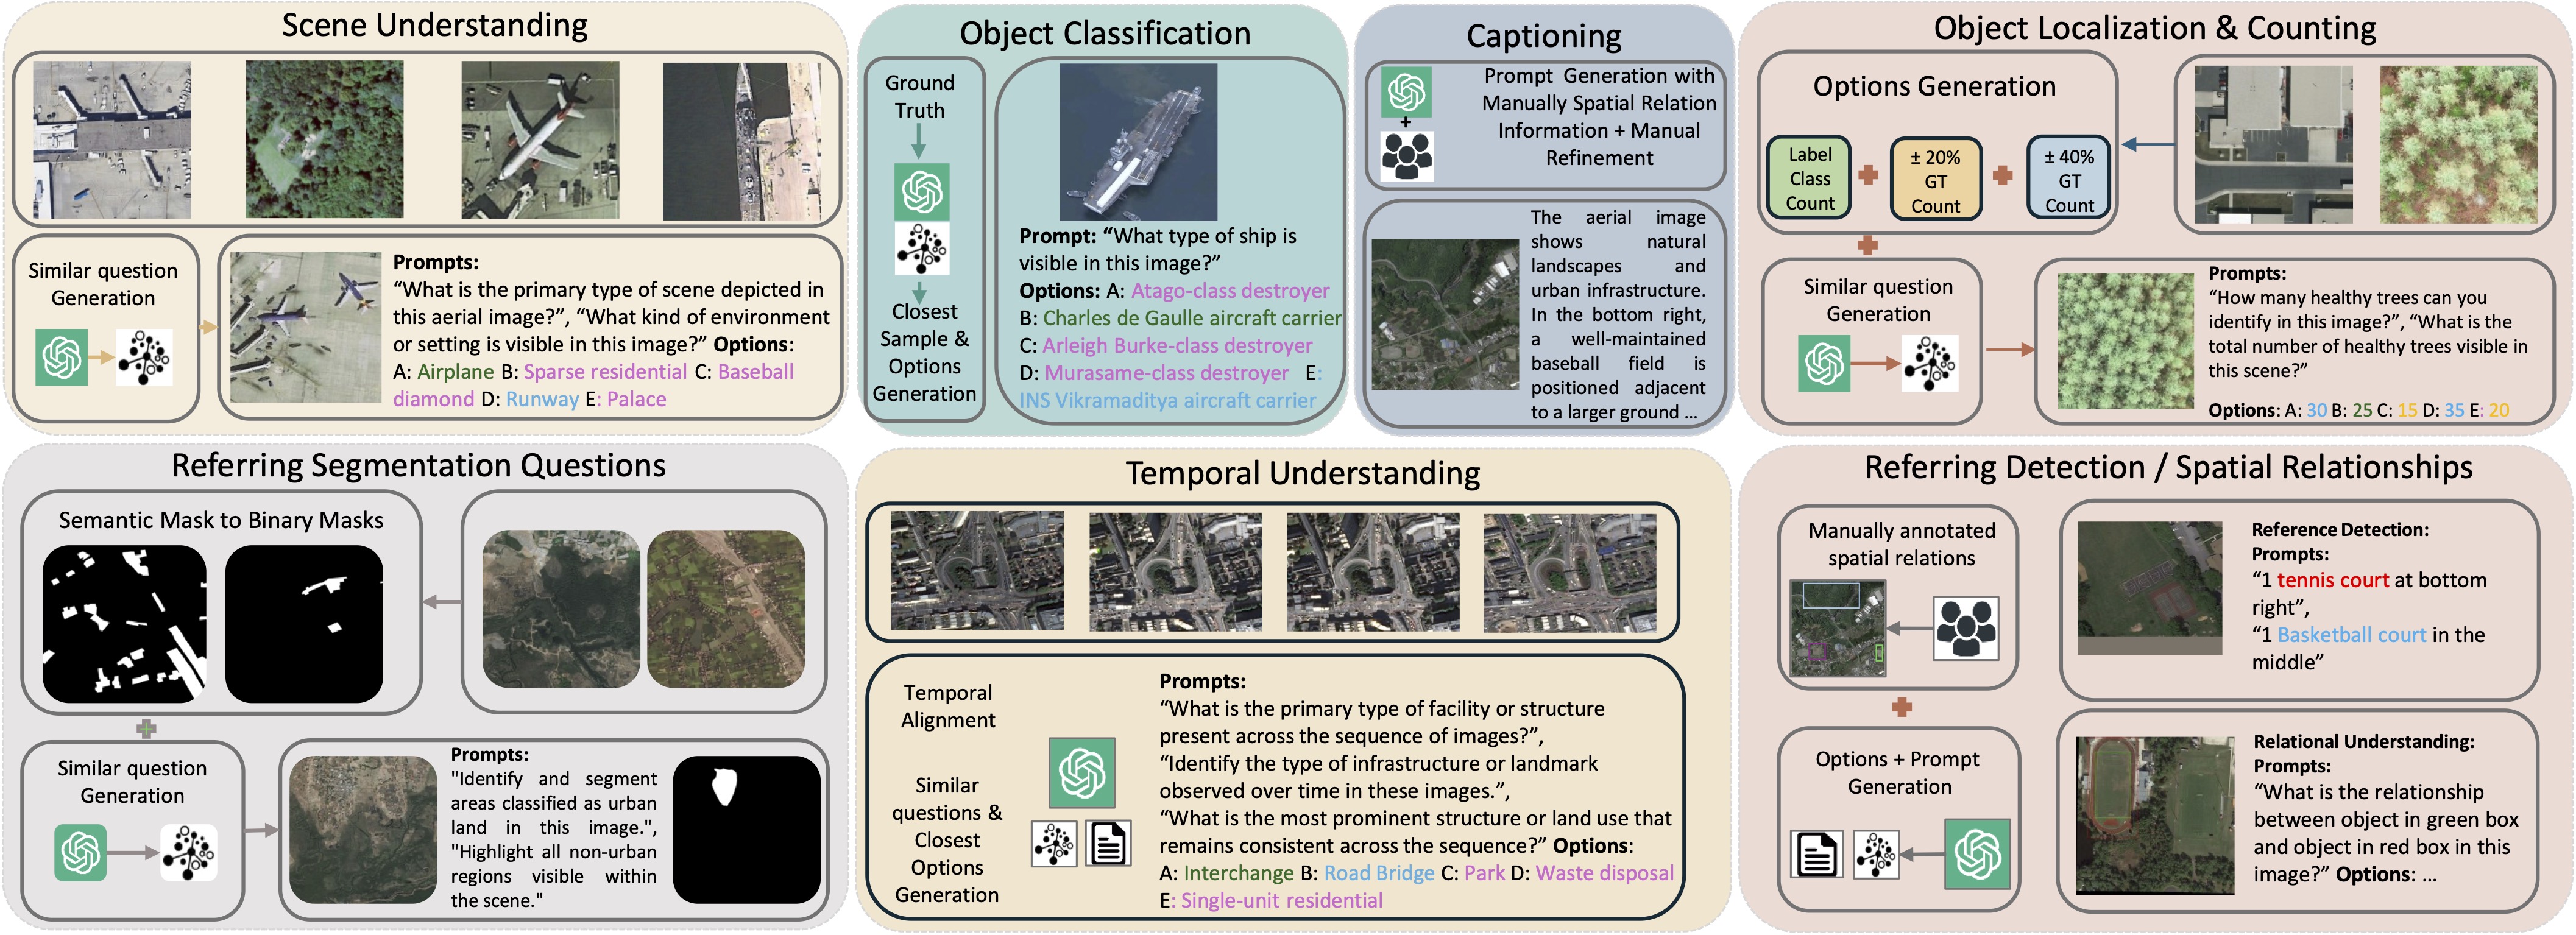 Scene Understanding
Similar question
Generation
Prompts:
“What is the primary type of scene depicted in
this aerial image?”, “What kind of environment
or setting is visible in this image?” Options:
A: Airplane B: Sparse residential C: Baseball
diamond D: Runway E: Palace
Object Classification
Ground
Truth
Closest
Sample &
Options
Generation
Prompt: “What type of ship is
visible in this image?”
Options: A: Atago-class destroyer
B: Charles de Gaulle aircraft carrier
C: Arleigh Burke-class destroyer
D: Murasame-class destroyer E:
INS Vikramaditya aircraft carrier
Captioning
+
Prompt Generation with
Manually Spatial Relation
Information + Manual
Refinement
The aerial image
shows natural
landscapes and
urban infrastructure.
In the bottom right,
a well-maintained
baseball field is
positioned adjacent
to a larger ground ...
Object Localization & Counting
Options Generation
Label
Class
Count
± 20%
GT
Count
± 40%
GT
Count
Similar question
Generation
Prompts:
“How many healthy trees can you
identify in this image?”, “What is the
total number of healthy trees visible in
this scene?”
Options: A: 30 B: 25 C: 15 D: 35 E: 20
Referring Segmentation Questions
Semantic Mask to Binary Masks
Similar question
Generation
Prompts:
"Identify and segment
areas classified as urban
land in this image.",
"Highlight all non-urban
regions visible within
the scene."
Temporal Understanding
Temporal
Alignment
Similar
questions &
Closest
Options
Generation
Prompts:
“What is the primary type of facility or structure
present across the sequence of images?”,
“Identify the type of infrastructure or landmark
observed over time in these images.”,
“What is the most prominent structure or land use that
remains consistent across the sequence?” Options:
A: Interchange B: Road Bridge C: Park D: Waste disposal
E: Single-unit residential
Referring Detection / Spatial Relationships
Manually annotated
spatial relations
Options + Prompt
Generation
Reference Detection:
Prompts:
“1 tennis court at bottom
right”,
“1 Basketball court in the
middle”
Relational Understanding:
Prompts:
“What is the relationship
between object in green box
and object in red box in this
image?” Options: ...